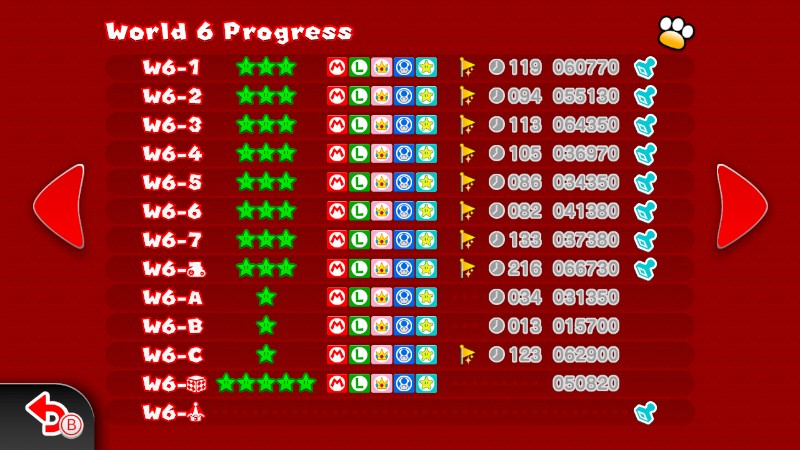 World 6 Progress
W6-1 M L 119 060770
W6-2 M L 094 055130
W6-3 M L 113 064350
W6-4 M L 105 036970
W6-5 M L 086 034350
W6-6 M L 082 041380
W6-7 M L 133 037380
W6- M L 216 066730
W6-A M L 034 031350
W6-B M L 013 015700
W6-C M L 123 062900
W6- M L 050820
W6-
B